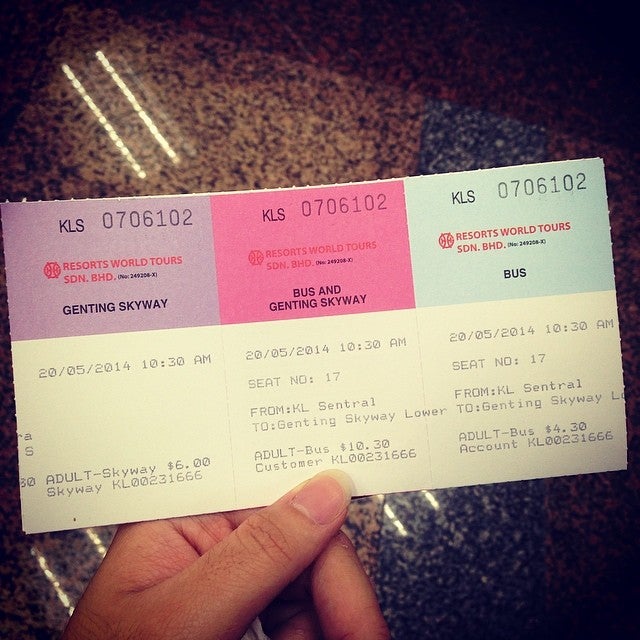 KLS 0706102
RESORTS WORLD TOURS
SDN. BHD. (No: 249208-X)
GENTING SKYWAY
20/05/2014 10:30 AM
ra
S
30
ADULT-Skyway $6.00
Skyway KL00231666
KLS 0706102
RESORTS WORLD TOURS
SDN. BHD. (No: 249208-X)
BUS AND
GENTING SKYWAY
20/05/2014 10:30 AM
SEAT NO: 17
FROM:KL Sentral
TO:Genting Skyway Lower
ADULT-Bus $10.30
Customer KL00231666
KLS 0706102
RESORTS WORLD TOURS
SDN. BHD. (No: 249208-X)
BUS
20/05/2014 10:30 AM
SEAT NO: 17
FROM:KL Sentral
TO:Genting Skyway Lo
ADULT-Bus $4.30
Account KL00231666